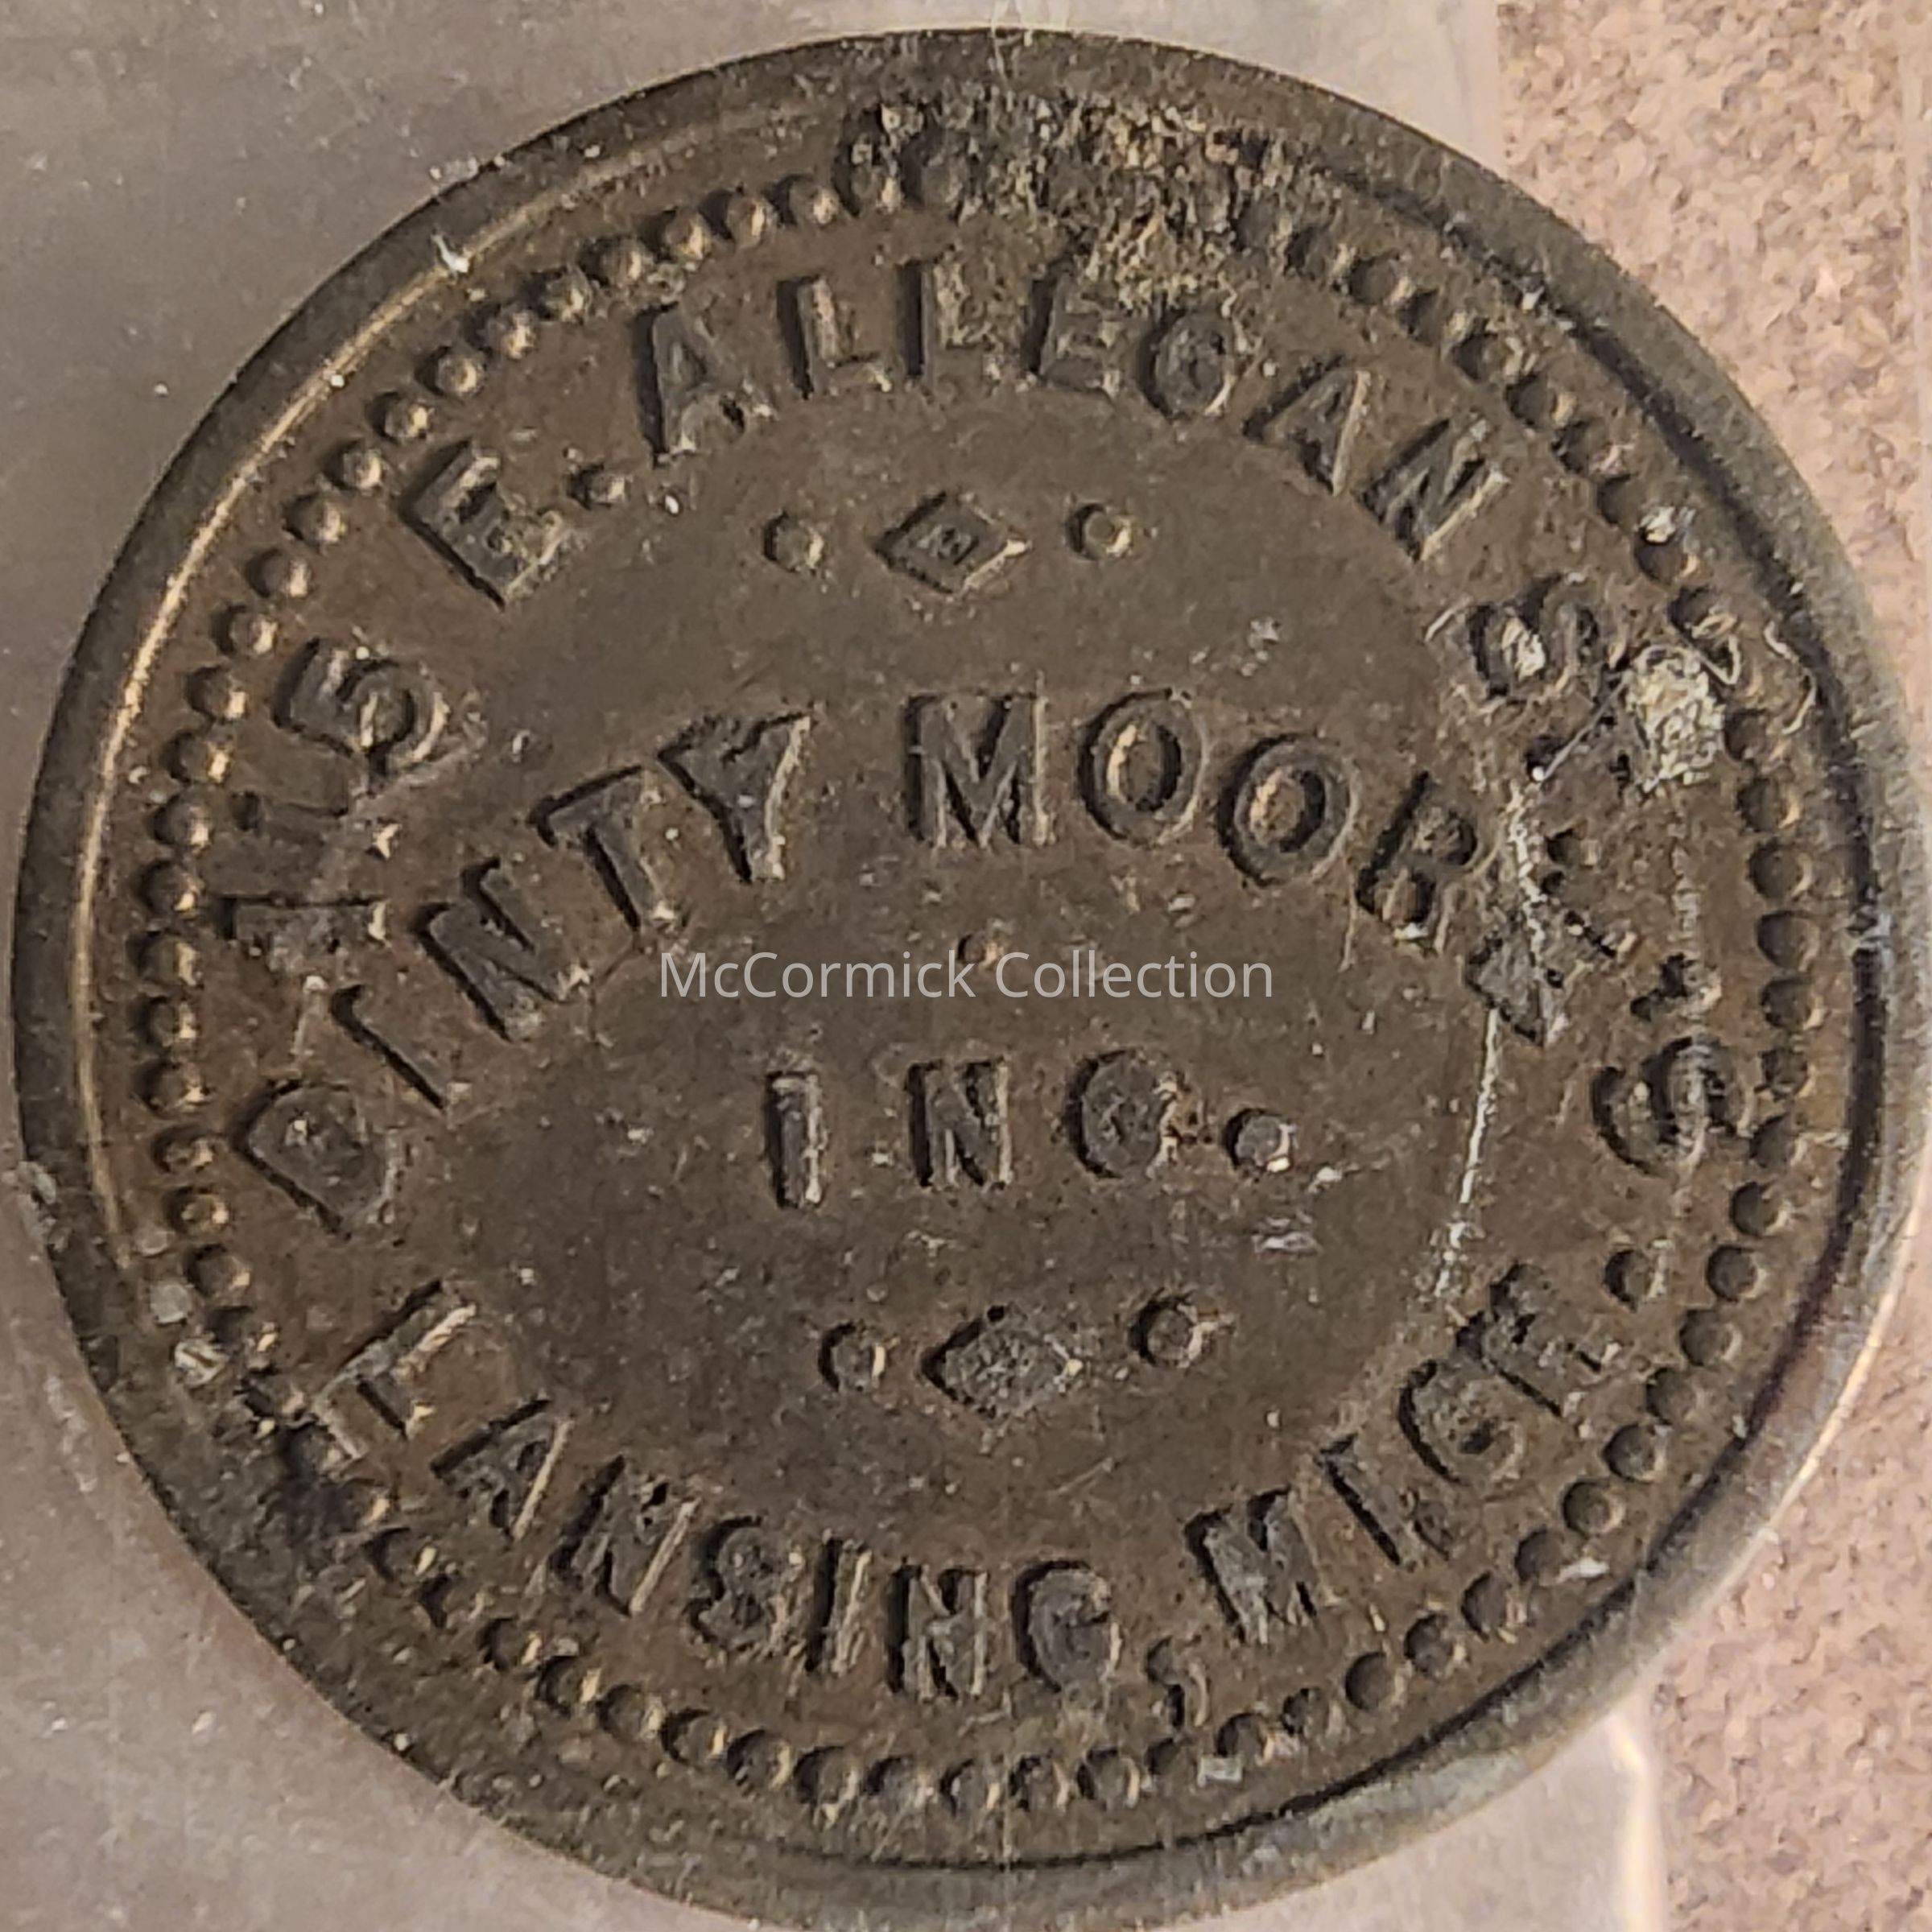 115 E. ALLEGAN ST.
DINTY MOORE'S
INC.
LANSING, MICH.
McCormick Collection